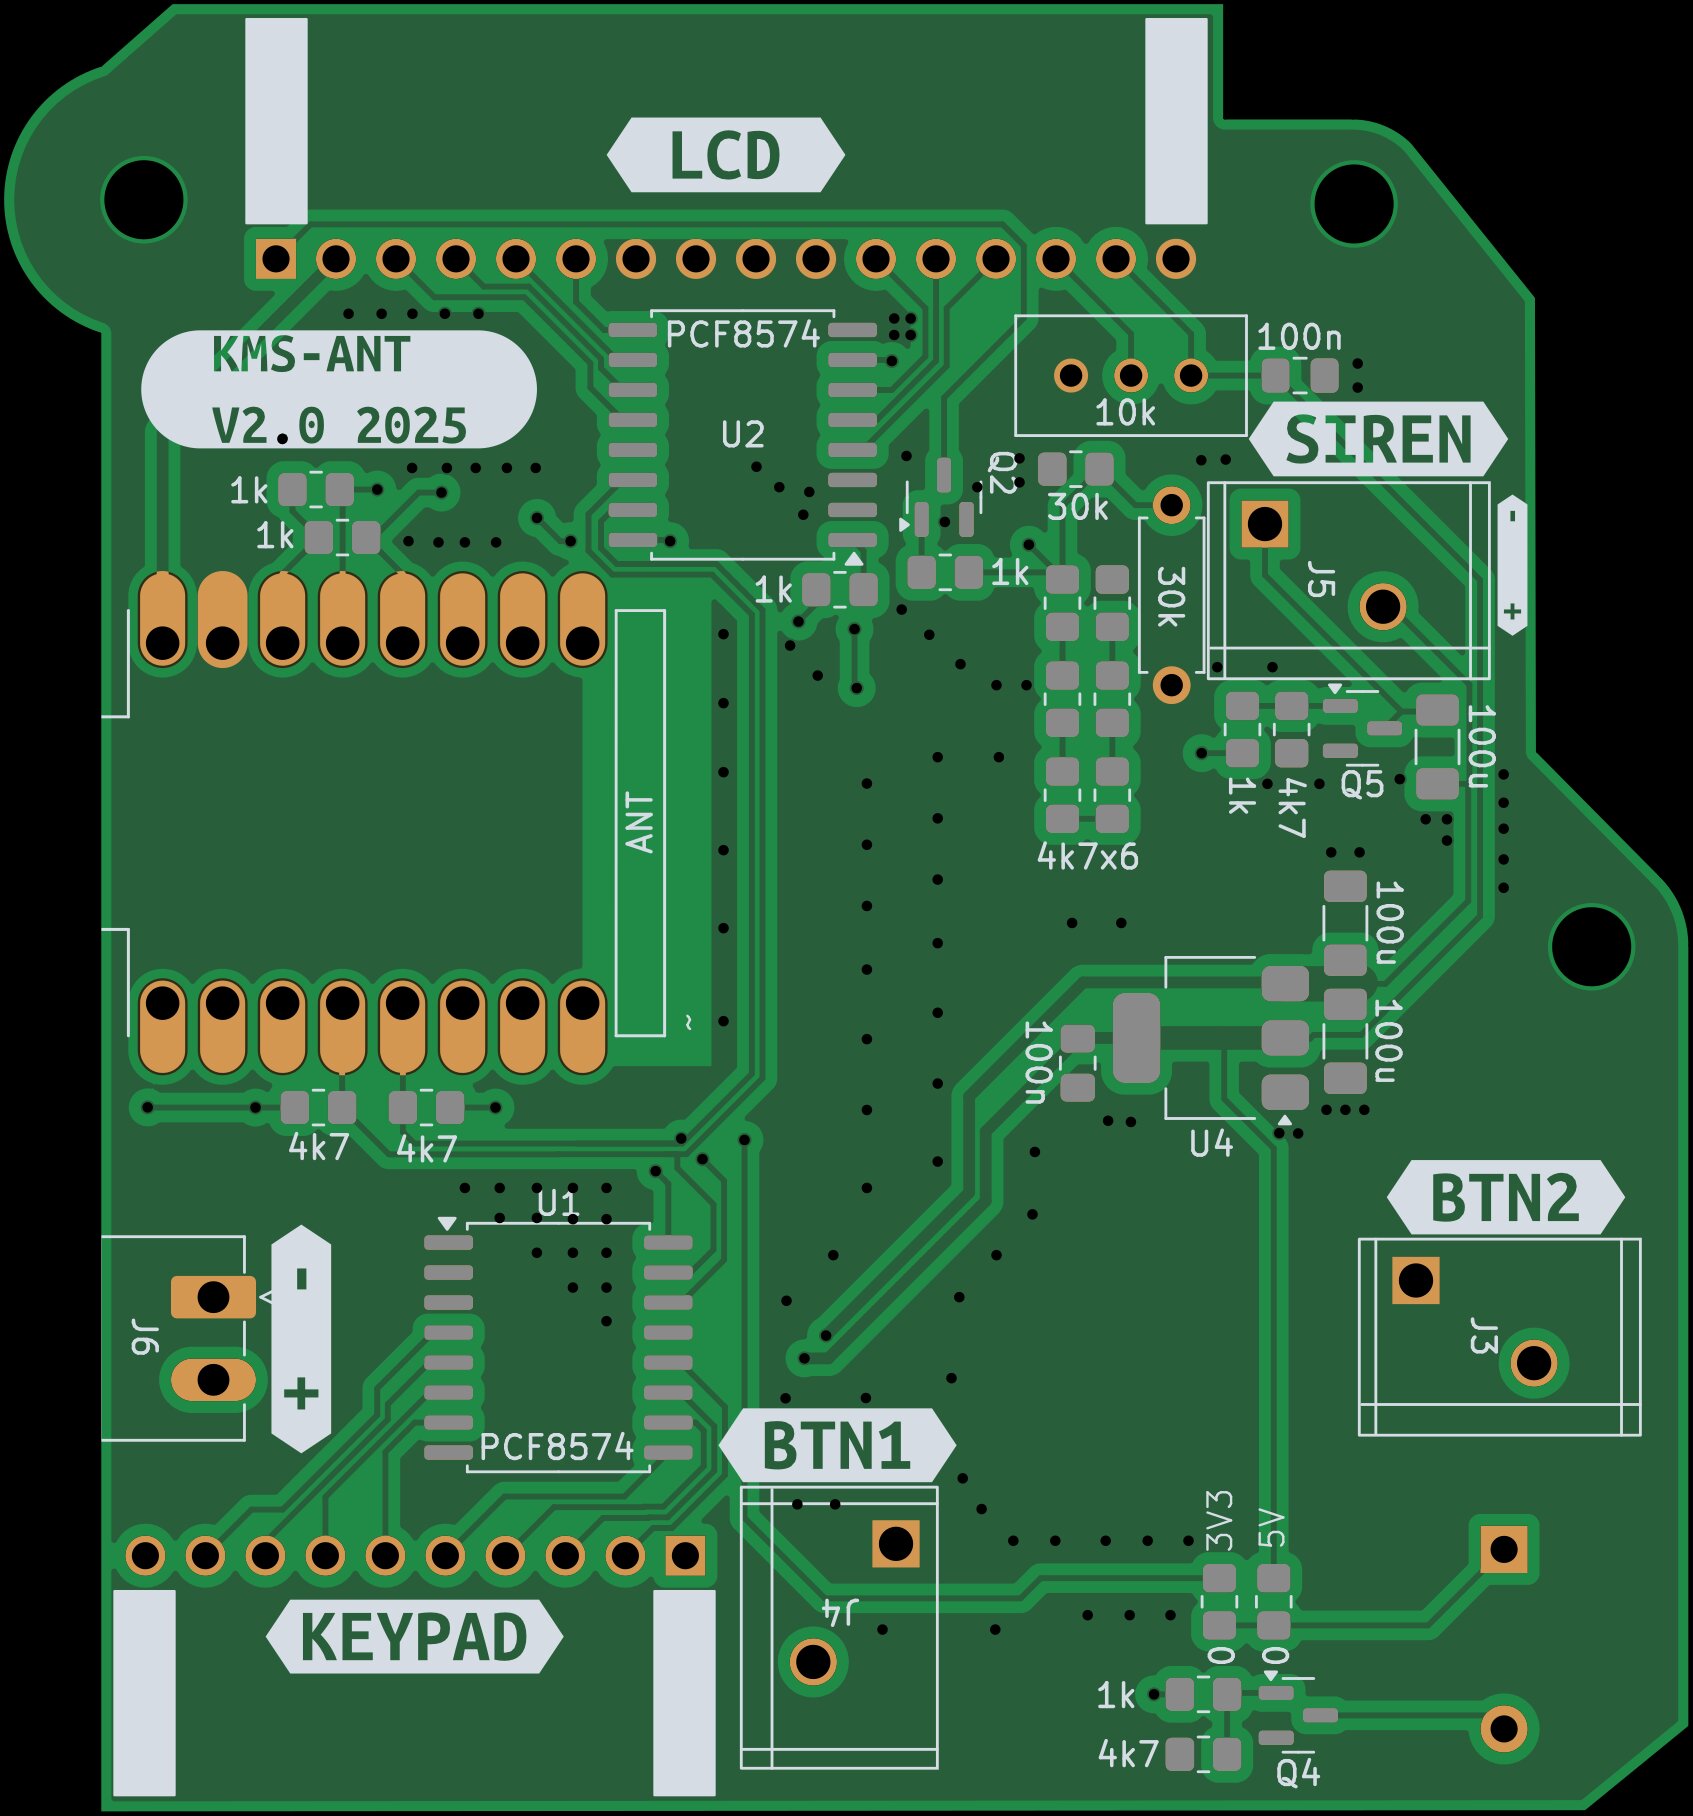 LCD
KMS-ANT
V2.0 2025
PCF8574
U2
100n
10k
SIREN
1k
1k
Q2
30k
30k
1k
1k
J5
-
+
ANT
~
1k
4k7
Q5
100u
4k7x6
100u
100u
100n
U4
4k7
4k7
U1
BTN2
J6
-
+
J3
PCF8574
BTN1
3V3
5V
J4
KEYPAD
0
0
1k
4k7
Q4